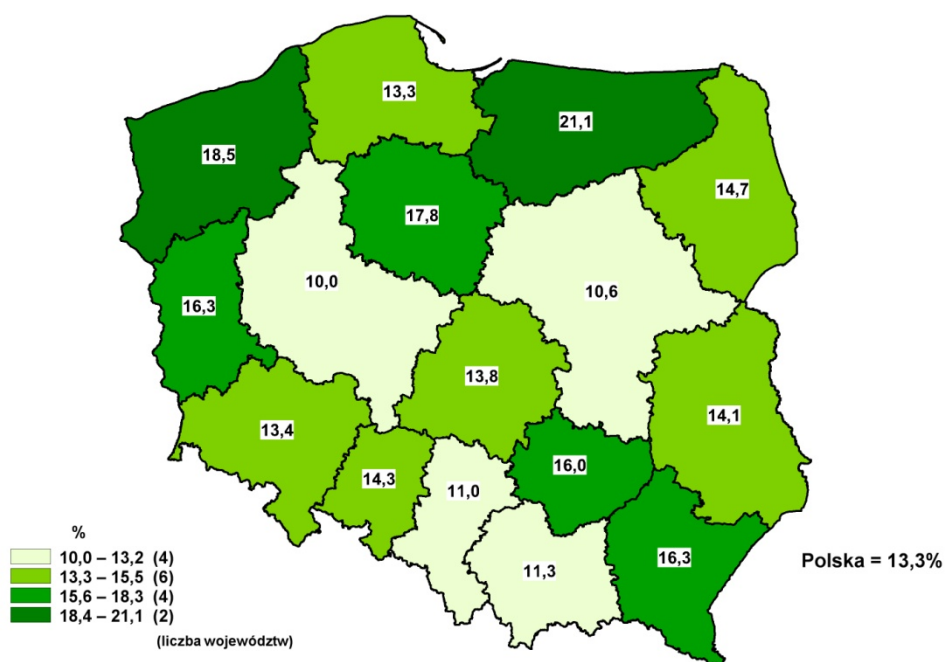 13,3
21,1
18,5
14,7
17,8
10,0
10,6
16,3
13,8
14,1
13,4
16,0
14,3
11,0
16,3
11,3
%
10,0 – 13,2 (4)
13,3 – 15,5 (6)
15,6 – 18,3 (4)
18,4 – 21,1 (2)
(liczba województw)
Polska = 13,3%